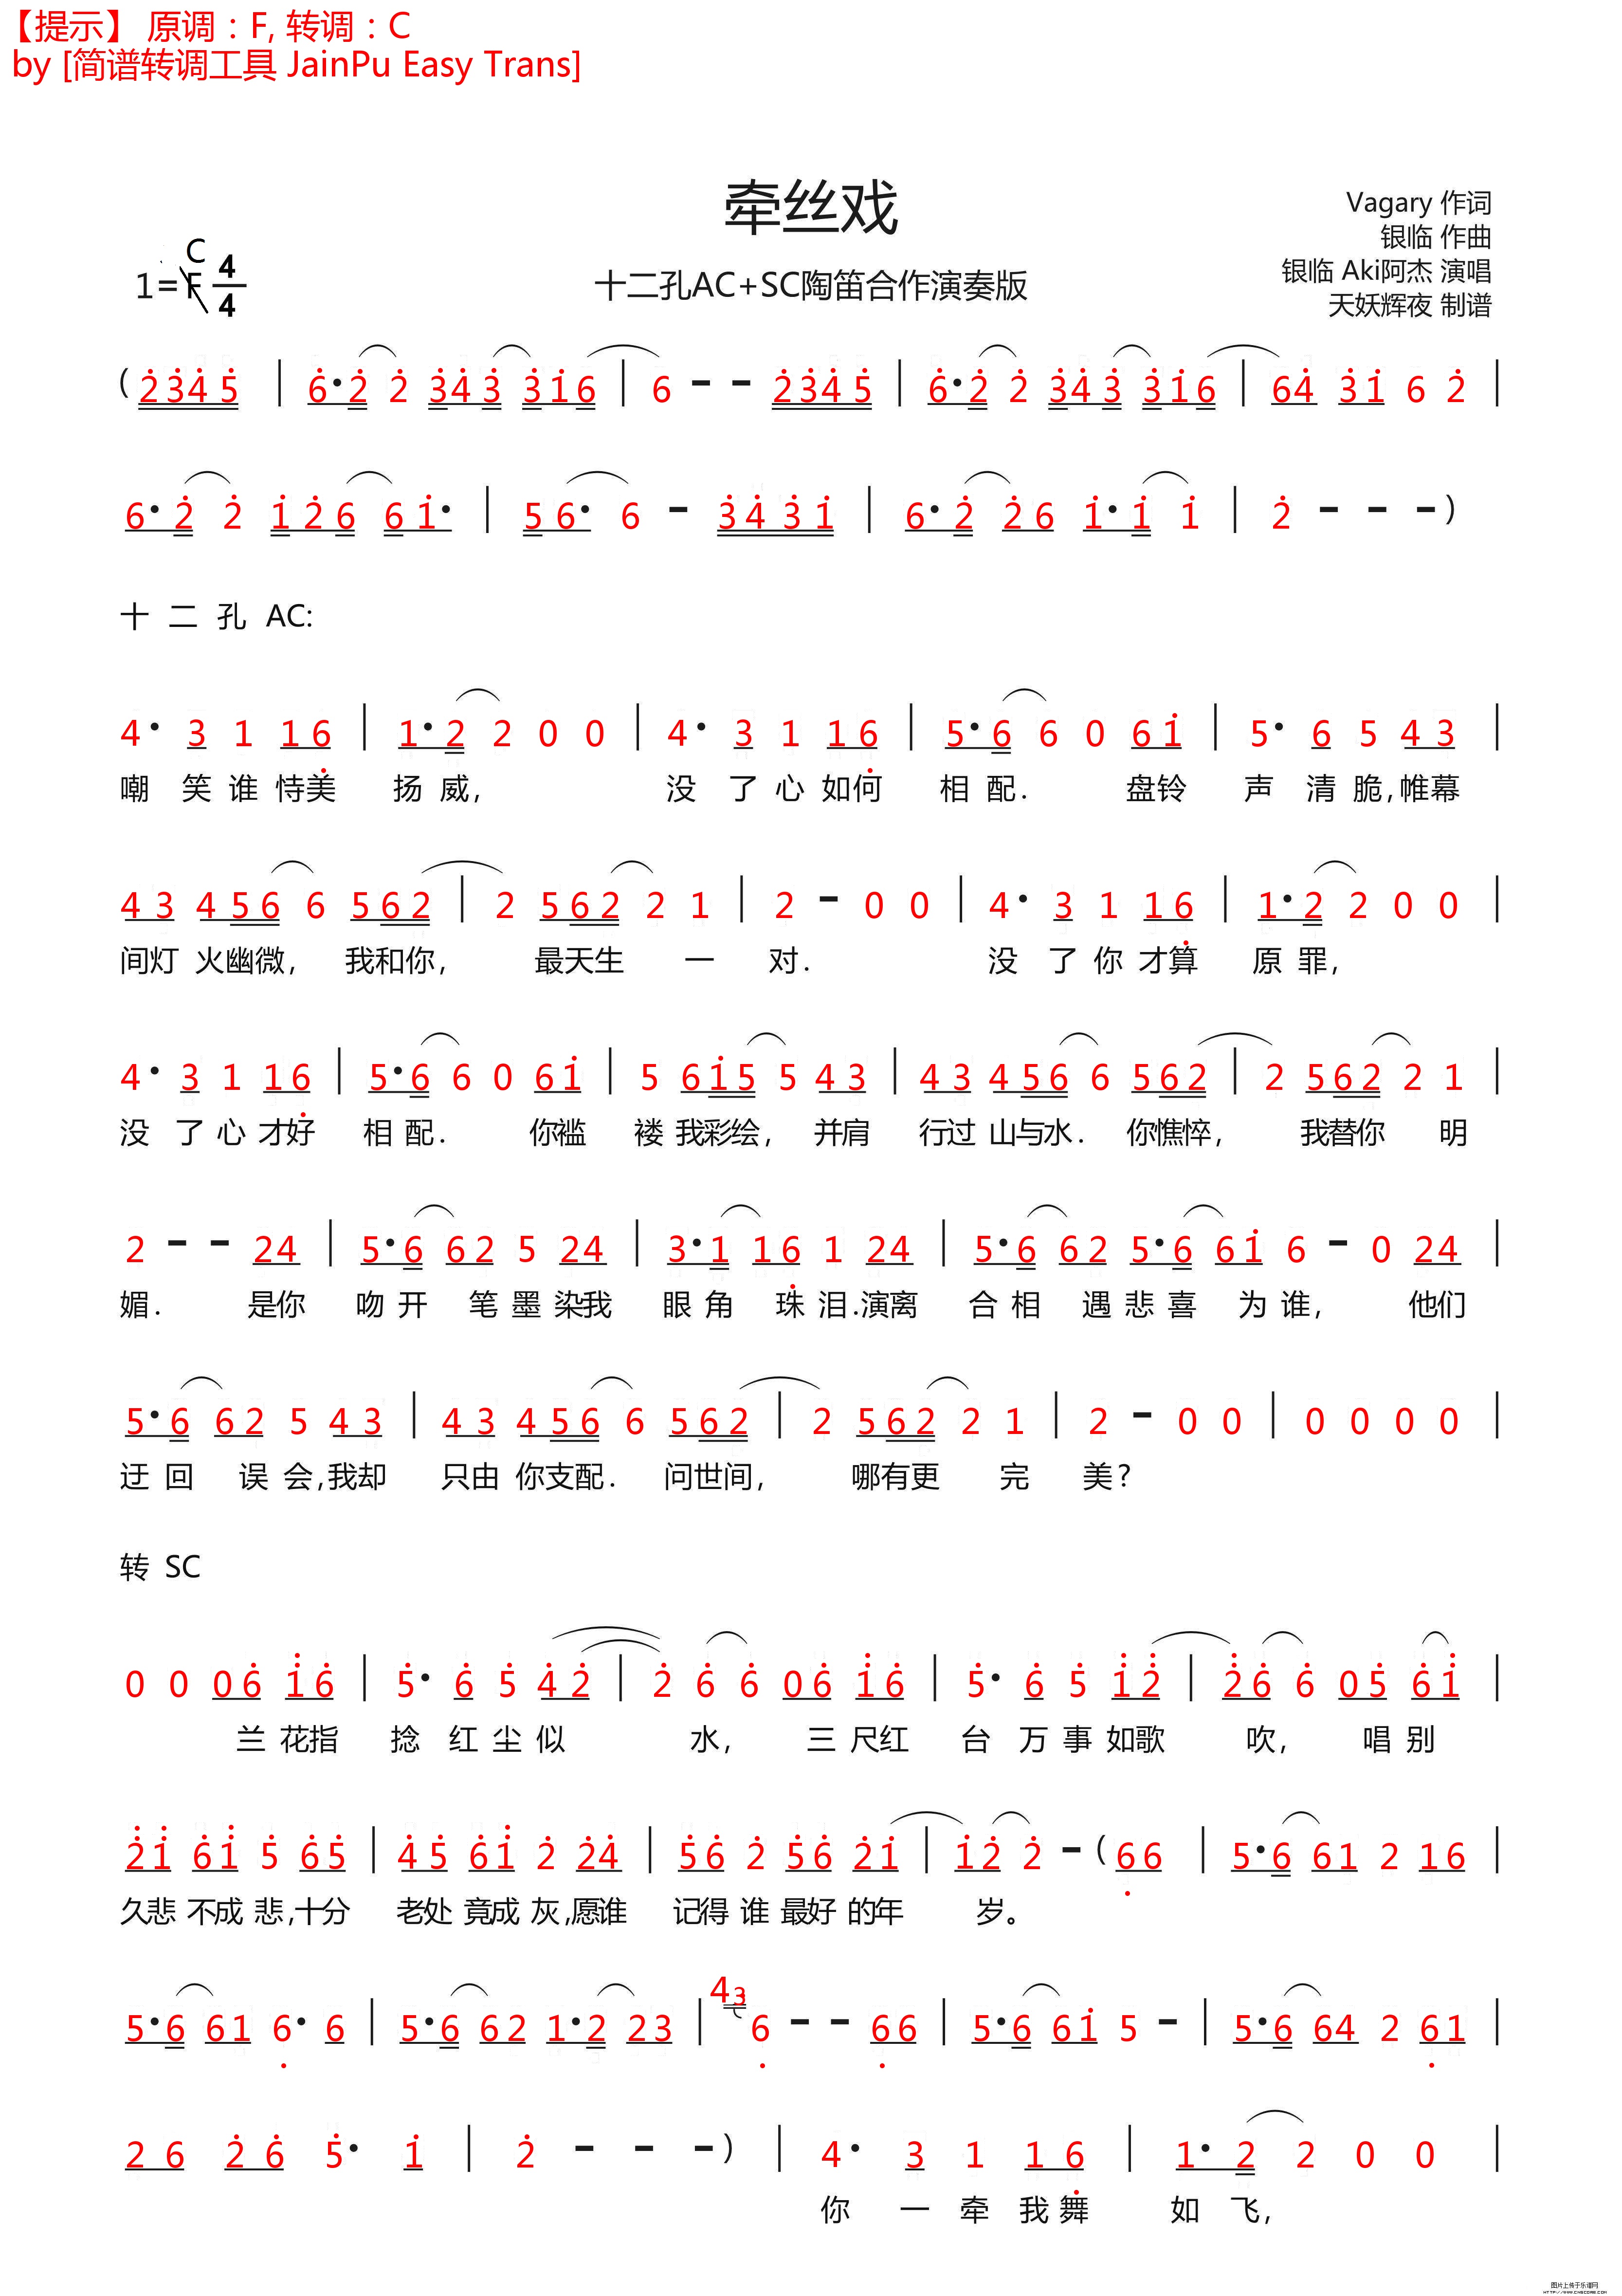 【提示】 原调：F, 转调：C
by [简谱转调工具 JainPu Easy Trans]
牵丝戏
Vagary 作词
银临 作曲
银临 Aki阿杰 演唱
天妖辉夜 制谱
C
1=F 4/4
十二孔AC+SC陶笛合作演奏版
( 2345 | 6·2 2 343 316 | 6 - - 2345 | 6·2 2 343 316 | 64 31 6 2 |
6·2 2 126 61· | 56· 6 - 3431 | 6·2 26 1·1 1 | 2 - - - )
十 二 孔 AC:
4· 3 1 16 | 1·2 2 0 0 | 4· 3 1 16 | 5·6 6 0 61 | 5· 6 5 43 |
嘲 笑 谁 恃美 扬 威, 没 了 心 如何 相 配. 盘铃 声 清 脆,帷幕
43 456 6 562 | 2 562 2 1 | 2 - 0 0 | 4· 3 1 16 | 1·2 2 0 0 |
间灯 火幽微, 我和你, 最天生 一 对. 没 了 你 才算 原 罪,
4· 3 1 16 | 5·6 6 0 61 | 5 615 5 43 | 43 456 6 562 | 2 562 2 1 |
没 了 心 才好 相 配. 你褴 褛 我彩绘, 并肩 行过 山与水. 你憔悴, 我替你 明
2 - - 24 | 5·6 62 5 24 | 3·1 16 1 24 | 5·6 62 5·6 61 6 - 0 24 |
媚. 是你 吻 开 笔 墨 染我 眼 角 珠 泪.演离 合 相 遇 悲 喜 为 谁, 他们
5·6 62 5 43 | 43 456 6 562 | 2 562 2 1 | 2 - 0 0 | 0 0 0 0 |
迂 回 误 会,我却 只由 你支配. 问世间, 哪有更 完 美?
转 SC
0 0 06 16 | 5· 6 5 42 | 2 6 6 06 16 | 5· 6 5 12 | 26 6 05 61 |
兰 花指 捻 红 尘 似 水, 三 尺红 台 万 事 如歌 吹, 唱 别
21 61 5 65 | 45 61 2 24 | 56 2 56 21 | 12 2 - ( 66 | 5·6 61 2 16 |
久悲 不成 悲,十分 老处 竟成 灰,愿谁 记得 谁 最好 的年 岁。
5·6 61 6· 6 | 5·6 62 1·2 23 | 43 6 - - 66 | 5·6 61 5 - | 5·6 64 2 61 |
26 26 5· 1 | 2 - - - ) | 4· 3 1 16 | 1· 2 2 0 0 |
你 一 牵 我 舞 如 飞,
图片上传于乐谱网